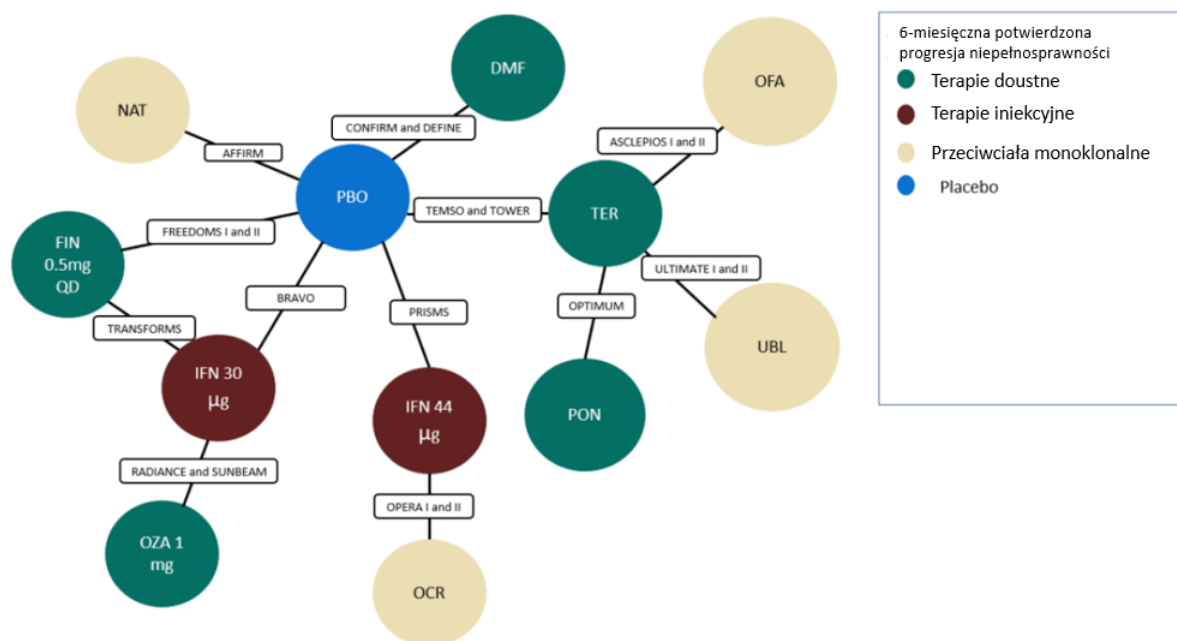 NAT
DMF
OFA
CONFIRM and DEFINE
AFFIRM
ASCLEPIOS I and II
PBO
TEMSO and TOWER
TER
FREEDOMS I and II
FIN
0.5mg
QD
BRAVO
ULTIMATE I and II
PRISMS
OPTIMUM
TRANSFORMS
UBL
IFN 30
µg
IFN 44
µg
PON
RADIANCE and SUNBEAM
OPERA I and II
OZA 1
mg
OCR
6-miesięczna potwierdzona
progresja niepełnosprawności
Terapie doustne
Terapie iniekcyjne
Przeciwciała monoklonalne
Placebo